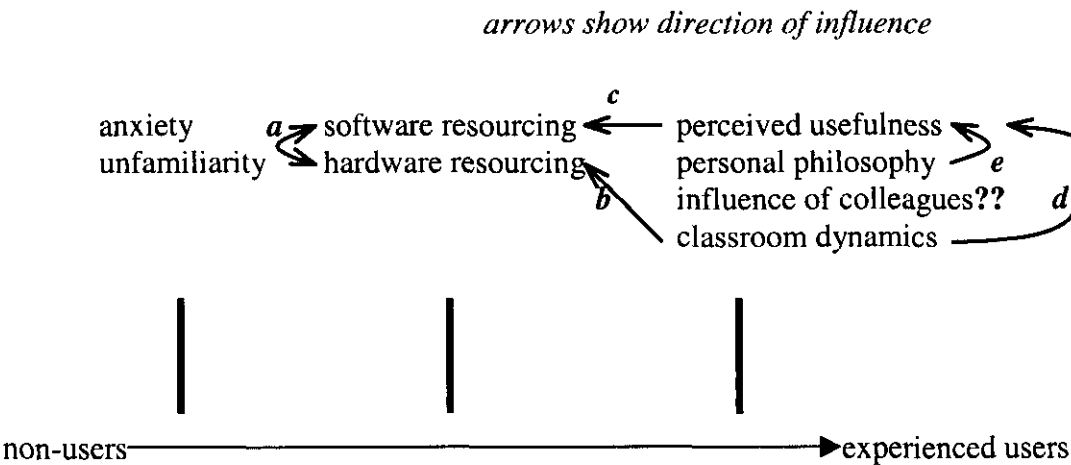 arrows show direction of influence
c
anxiety a software resourcing perceived usefulness
unfamiliarity hardware resourcing personal philosophy e
b influence of colleagues?? d
classroom dynamics
non-users experienced users